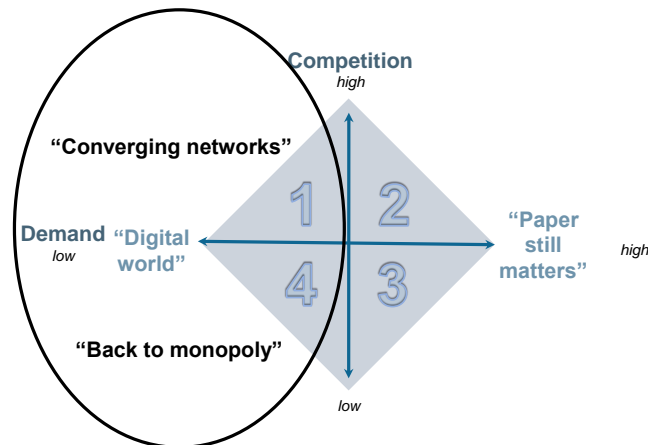 Competition
high
“Converging networks”
1
2
Demand
low
“Digital
world”
“Paper
still
matters”
high
4
3
“Back to monopoly”
low